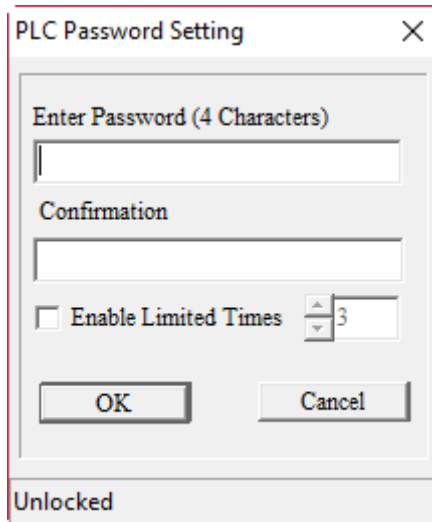 PLC Password Setting
Enter Password (4 Characters)
Confirmation
Enable Limited Times 3
OK Cancel
Unlocked